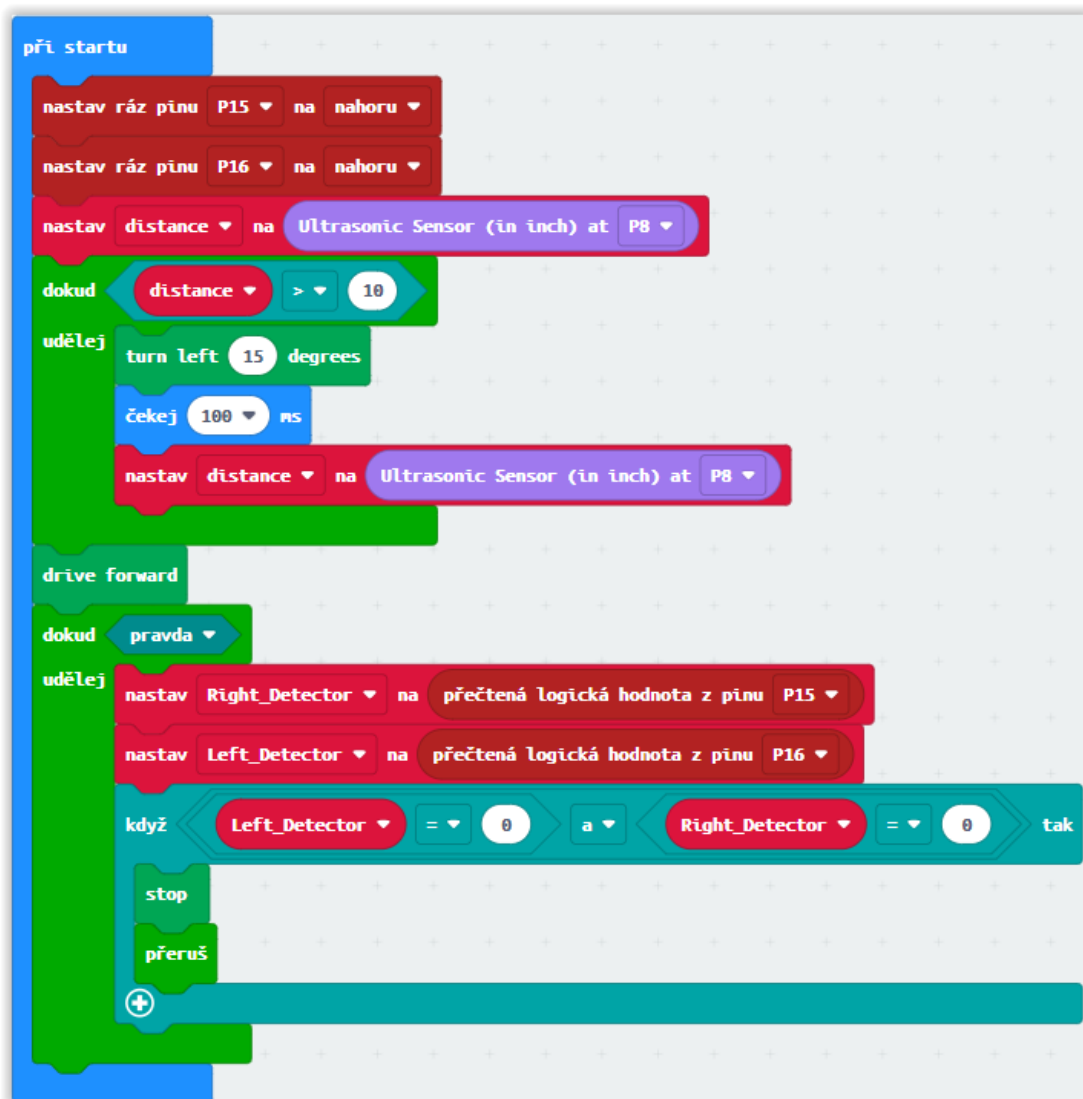 při startu
nastav ráz pinu P15 na nahoru
nastav ráz pinu P16 na nahoru
nastav distance na Ultrasonic Sensor (in inch) at P8
dokud distance > 10
udělej
turn left 15 degrees
čekej 100 ms
nastav distance na Ultrasonic Sensor (in inch) at P8
drive forward
dokud pravda
udělej
nastav Right_Detector na přečtená logická hodnota z pinu P15
nastav Left_Detector na přečtená logická hodnota z pinu P16
když Left_Detector = 0 a Right_Detector = 0 tak
stop
přeruš